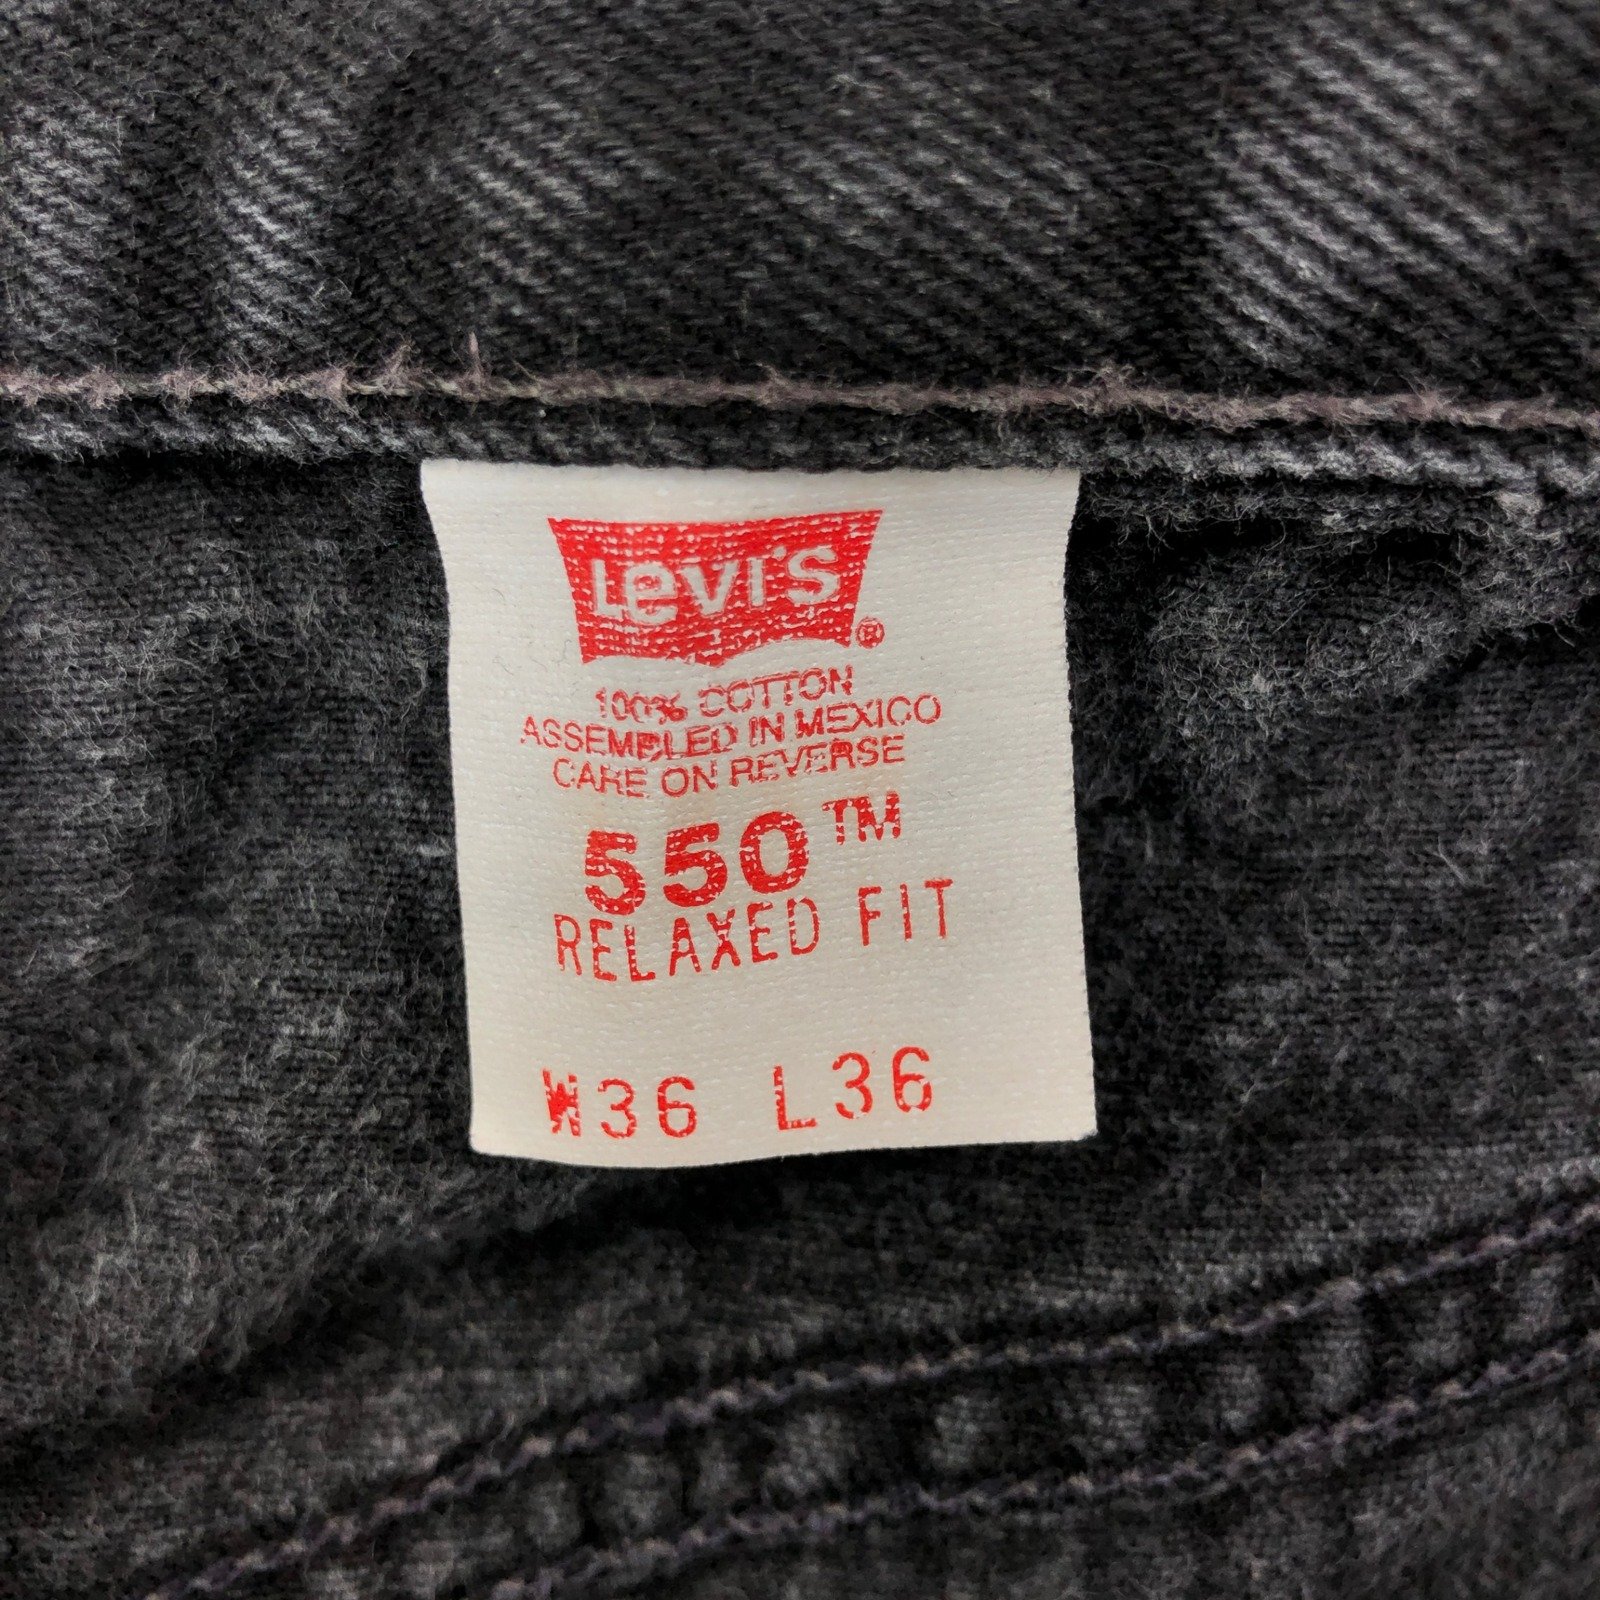 Levi's®
100% COTTON
ASSEMBLED IN MEXICO
CARE ON REVERSE
550™
RELAXED FIT
W36 L36